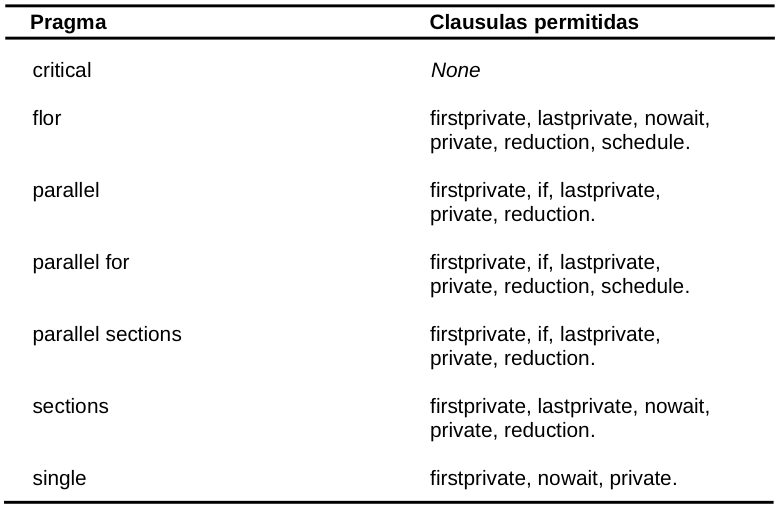 Pragma Clausulas permitidas
critical None
flor firstprivate, lastprivate, nowait,
private, reduction, schedule.
parallel firstprivate, if, lastprivate,
private, reduction.
parallel for firstprivate, if, lastprivate,
private, reduction, schedule.
parallel sections firstprivate, if, lastprivate,
private, reduction.
sections firstprivate, lastprivate, nowait,
private, reduction.
single firstprivate, nowait, private.